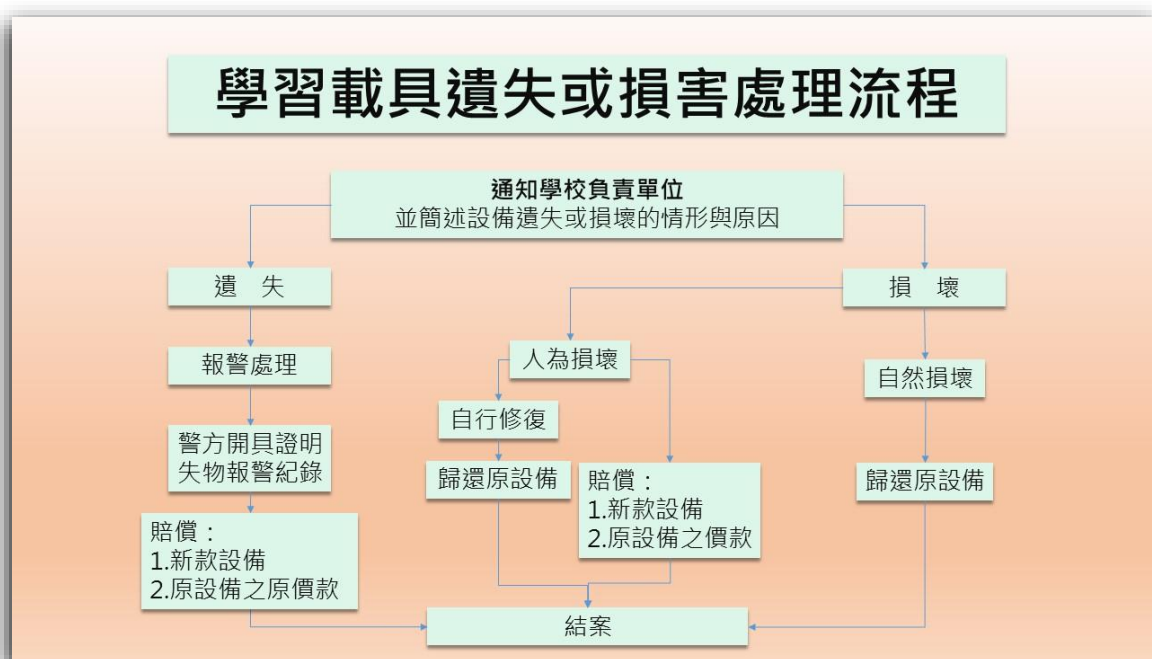 學習載具遺失或損害處理流程
通知學校負責單位
並簡述設備遺失或損壞的情形與原因
遺 失
報警處理
警方開具證明
失物報警紀錄
賠償：
1.新款設備
2.原設備之原價款
損 壞
人為損壞
自行修復
歸還原設備
賠償：
1.新款設備
2.原設備之價款
自然損壞
歸還原設備
結案